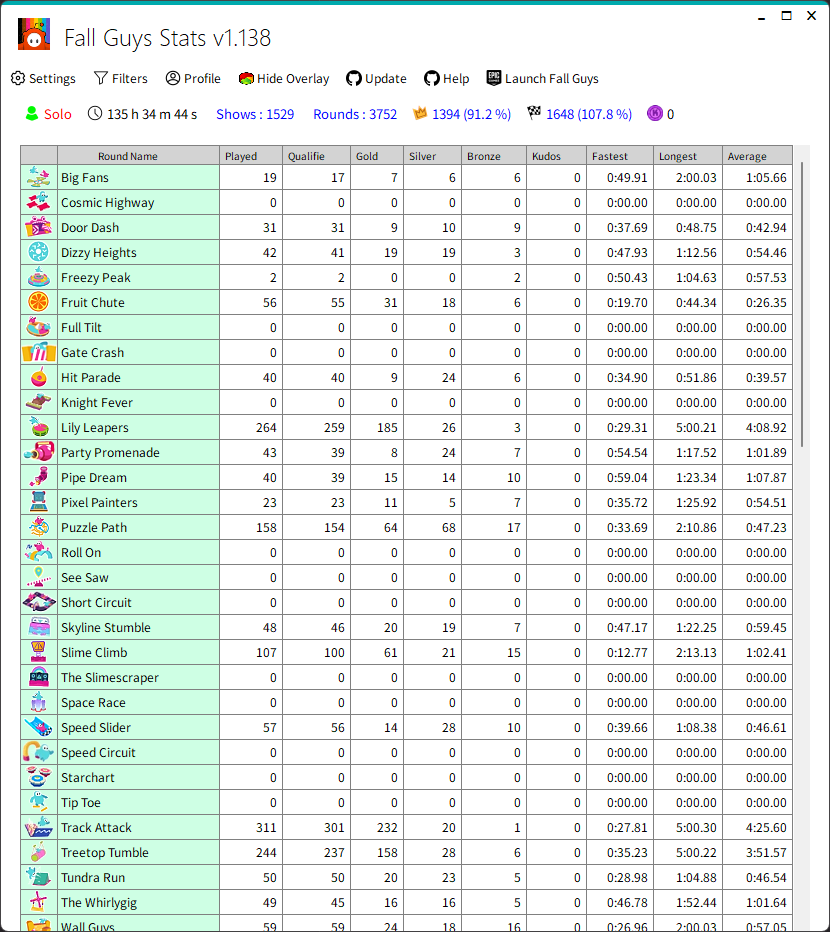 Fall Guys Stats v1.138
Settings Filters Profile Hide Overlay Update Help Launch Fall Guys
Solo 135 h 34 m 44 s Shows : 1529 Rounds : 3752 1394 (91.2 %) 1648 (107.8 %) 0
Round Name Played Qualifie Gold Silver Bronze Kudos Fastest Longest Average
Big Fans 19 17 7 6 6 0 0:49.91 2:00.03 1:05.66
Cosmic Highway 0 0 0 0 0 0 0:00.00 0:00.00 0:00.00
Door Dash 31 31 9 10 9 0 0:37.69 0:48.75 0:42.94
Dizzy Heights 42 41 19 19 3 0 0:47.93 1:12.56 0:54.46
Freezy Peak 2 2 0 0 2 0 0:50.43 1:04.63 0:57.53
Fruit Chute 56 55 31 18 6 0 0:19.70 0:44.34 0:26.35
Full Tilt 0 0 0 0 0 0 0:00.00 0:00.00 0:00.00
Gate Crash 0 0 0 0 0 0 0:00.00 0:00.00 0:00.00
Hit Parade 40 40 9 24 6 0 0:34.90 0:51.86 0:39.57
Knight Fever 0 0 0 0 0 0 0:00.00 0:00.00 0:00.00
Lily Leapers 264 259 185 26 3 0 0:29.31 5:00.21 4:08.92
Party Promenade 43 39 8 24 7 0 0:54.54 1:17.52 1:01.89
Pipe Dream 40 39 15 14 10 0 0:59.04 1:23.34 1:07.87
Pixel Painters 23 23 11 5 7 0 0:35.72 1:25.92 0:54.51
Puzzle Path 158 154 64 68 17 0 0:33.69 2:10.86 0:47.23
Roll On 0 0 0 0 0 0 0:00.00 0:00.00 0:00.00
See Saw 0 0 0 0 0 0 0:00.00 0:00.00 0:00.00
Short Circuit 0 0 0 0 0 0 0:00.00 0:00.00 0:00.00
Skyline Stumble 48 46 20 19 7 0 0:47.17 1:22.25 0:59.45
Slime Climb 107 100 61 21 15 0 0:12.77 2:13.13 1:02.41
The Slimescraper 0 0 0 0 0 0 0:00.00 0:00.00 0:00.00
Space Race 0 0 0 0 0 0 0:00.00 0:00.00 0:00.00
Speed Slider 57 56 14 28 10 0 0:39.66 1:08.38 0:46.61
Speed Circuit 0 0 0 0 0 0 0:00.00 0:00.00 0:00.00
Starchart 0 0 0 0 0 0 0:00.00 0:00.00 0:00.00
Tip Toe 0 0 0 0 0 0 0:00.00 0:00.00 0:00.00
Track Attack 311 301 232 20 1 0 0:27.81 5:00.30 4:25.60
Treetop Tumble 244 237 158 28 6 0 0:35.23 5:00.22 3:51.57
Tundra Run 50 50 20 23 5 0 0:28.98 1:04.88 0:46.54
The Whirlygig 49 45 16 16 5 0 0:46.78 1:52.44 1:01.64
Wall Guys 59 59 24 18 16 0 0:26.96 2:00.03 0:57.05